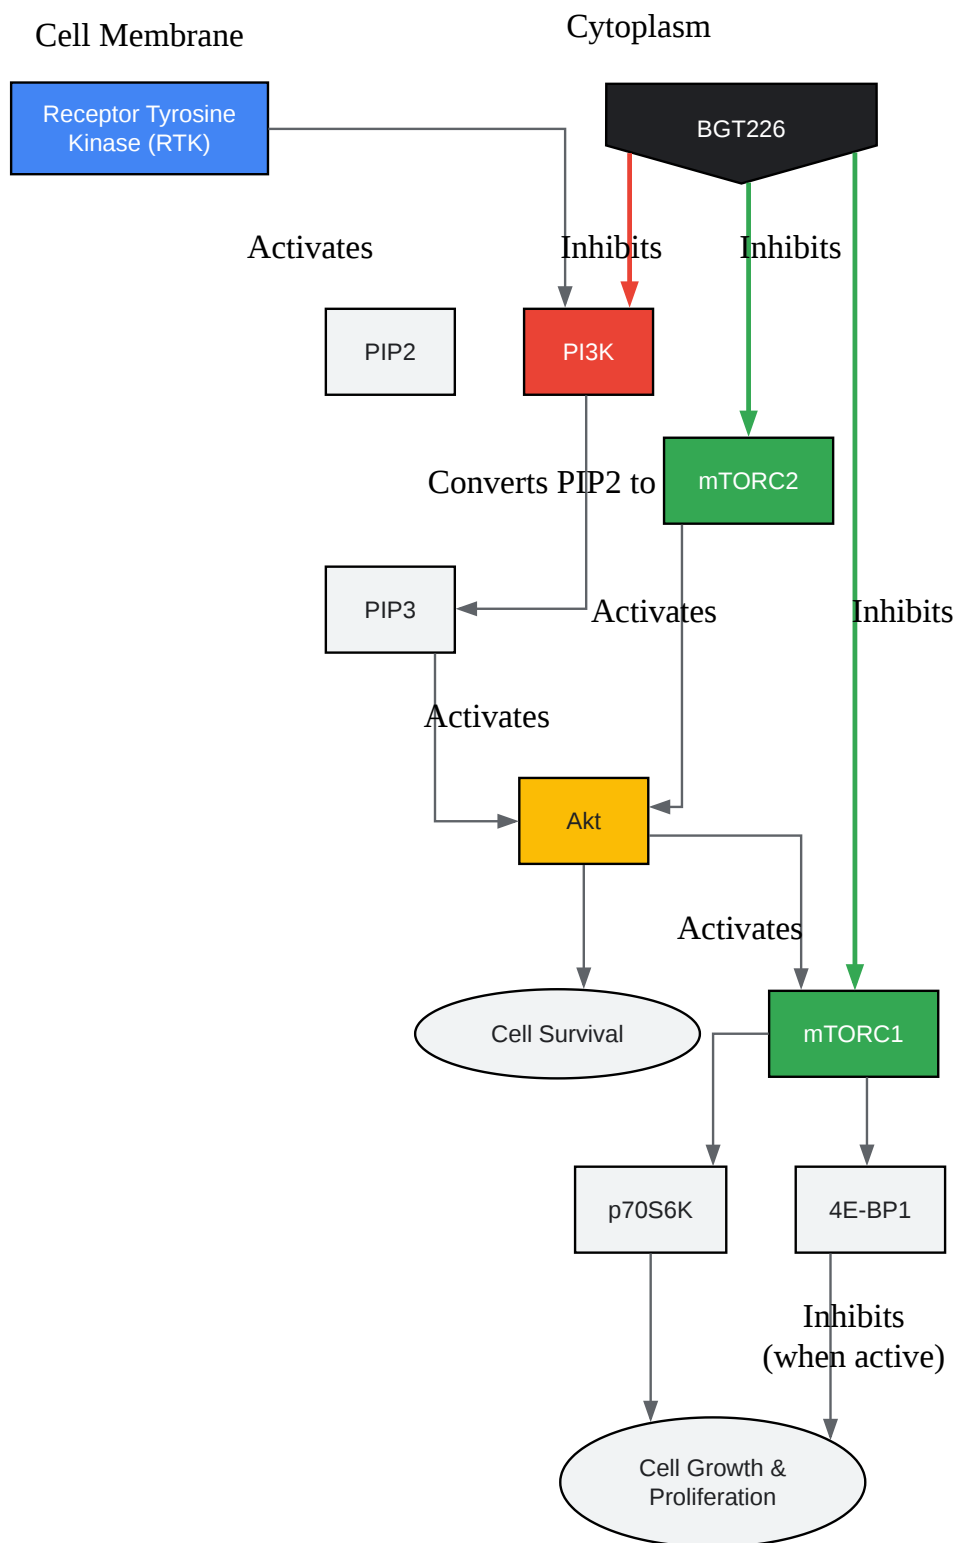 Cell Membrane
Cytoplasm
Receptor Tyrosine
Kinase (RTK)
BGT226
Activates
Inhibits
Inhibits
PIP2
PI3K
Converts PIP2 to
mTORC2
PIP3
Activates
Inhibits
Activates
Akt
Activates
Cell Survival
mTORC1
p70S6K
4E-BP1
Inhibits
(when active)
Cell Growth &
Proliferation